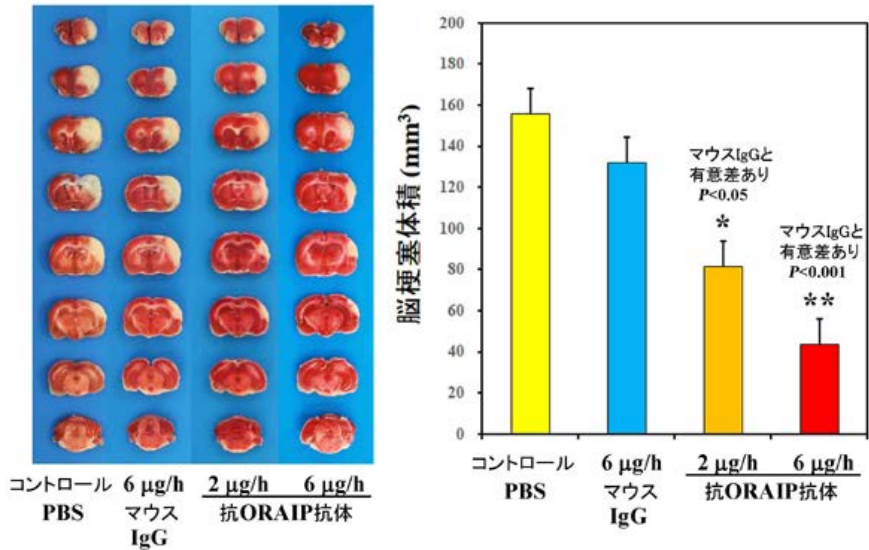 コントロール
PBS
6 μg/h
マウス
IgG
2 μg/h
6 μg/h
抗ORAIP抗体
脳梗塞体積 (mm³)
200
180
160
140
120
100
80
60
40
20
0
マウスIgGと
有意差あり
P<0.05
*
マウスIgGと
有意差あり
P<0.001
**
コントロール
PBS
6 μg/h
マウス
IgG
2 μg/h
6 μg/h
抗ORAIP抗体